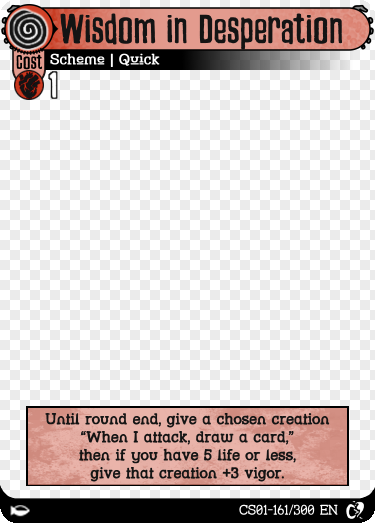 Wisdom in Desperation
Cost
Scheme | Quick
1
Until round end, give a chosen creation
“When I attack, draw a card,”
then if you have 5 life or less,
give that creation +3 vigor.
CS01-161/300 EN